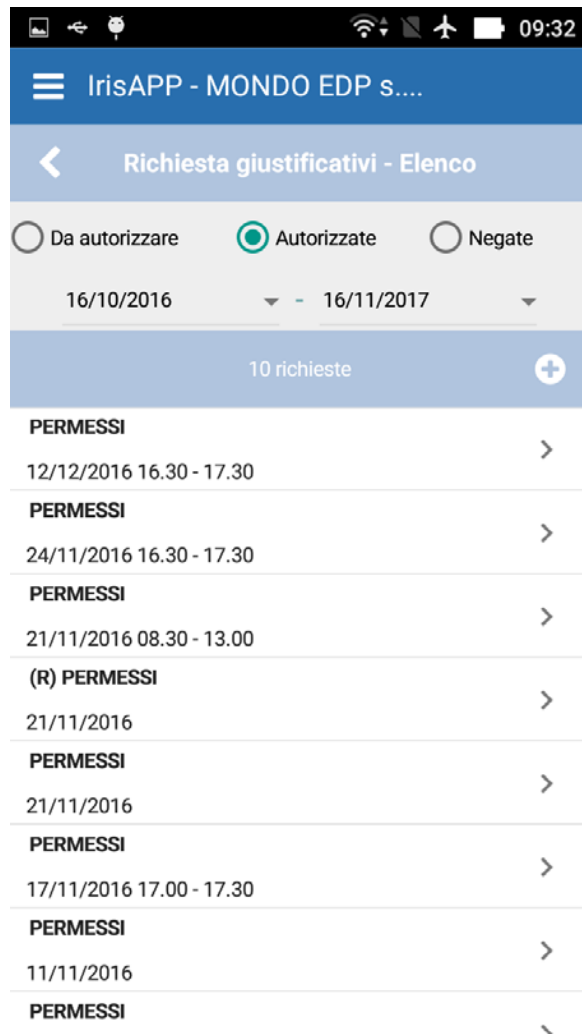 09:32
IrisAPP - MONDO EDP s....
Richiesta giustificativi - Elenco
Da autorizzare Autorizzate Negate
16/10/2016 - 16/11/2017
10 richieste
PERMESSI
12/12/2016 16.30 - 17.30
PERMESSI
24/11/2016 16.30 - 17.30
PERMESSI
21/11/2016 08.30 - 13.00
(R) PERMESSI
21/11/2016
PERMESSI
21/11/2016
PERMESSI
17/11/2016 17.00 - 17.30
PERMESSI
11/11/2016
PERMESSI